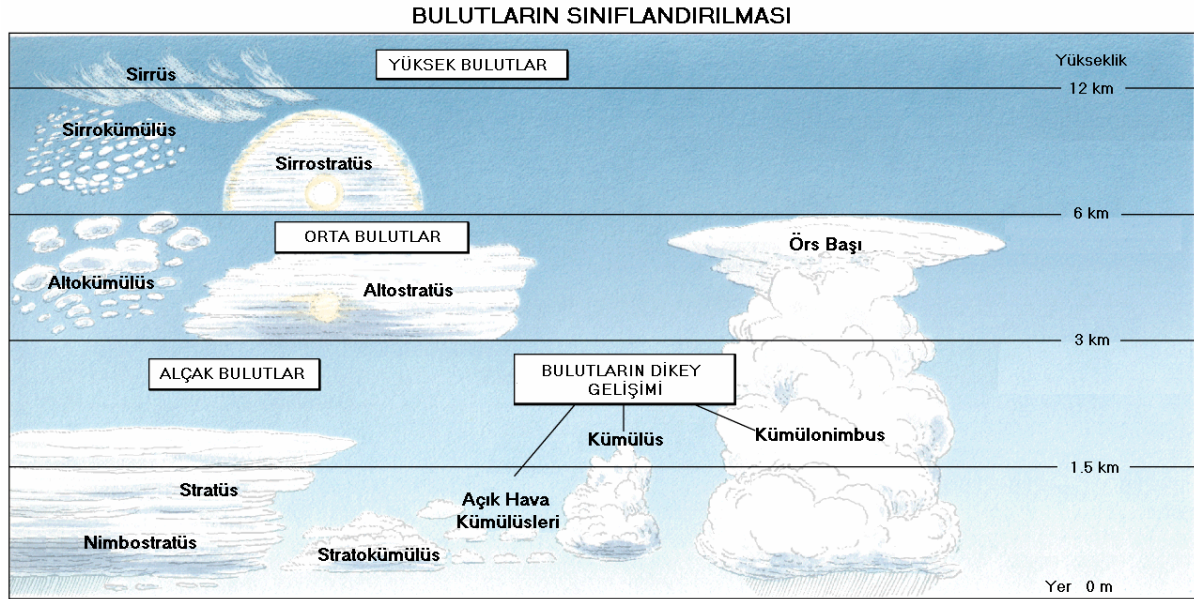 BULUTLARIN SINIFLANDIRILMASI
Sirrüs
YÜKSEK BULUTLAR
Yükseklik
12 km
Sirrokümülüs
Sirrostratüs
6 km
ORTA BULUTLAR
Örs Başı
Altokümülüs
Altostratüs
3 km
ALÇAK BULUTLAR
BULUTLARIN DİKEY
GELİŞİMİ
Kümülüs
Kümülonimbus
1.5 km
Stratüs
Açık Hava
Kümülüsleri
Nimbostratüs
Stratokümülüs
Yer 0 m